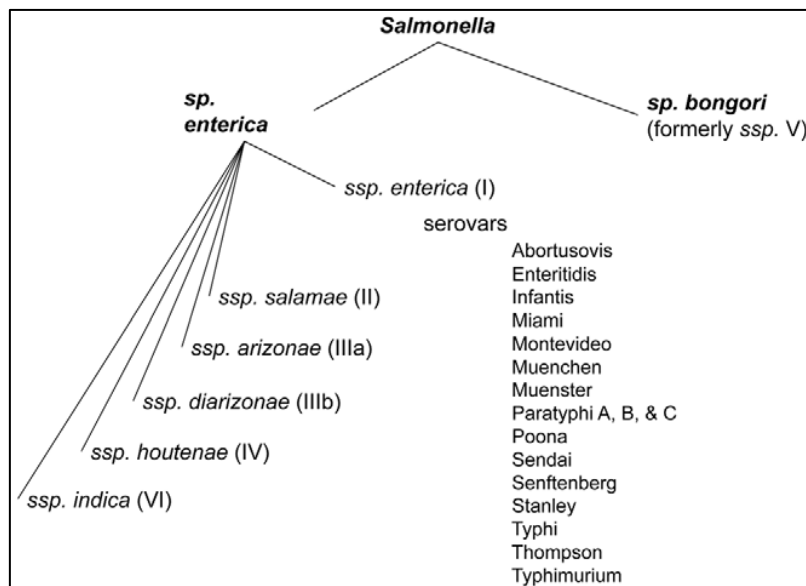 Salmonella
sp.
enterica
sp. bongori
(formerly ssp. V)
ssp. enterica (I)
serovars
Abortusovis
Enteritidis
Infantis
Miami
Montevideo
Muenchen
Muenster
Paratyphi A, B, & C
Poona
Sendai
Senftenberg
Stanley
Typhi
Thompson
Typhimurium
ssp. salamae (II)
ssp. arizonae (IIIa)
ssp. diarizonae (IIIb)
ssp. houtenae (IV)
ssp. indica (VI)